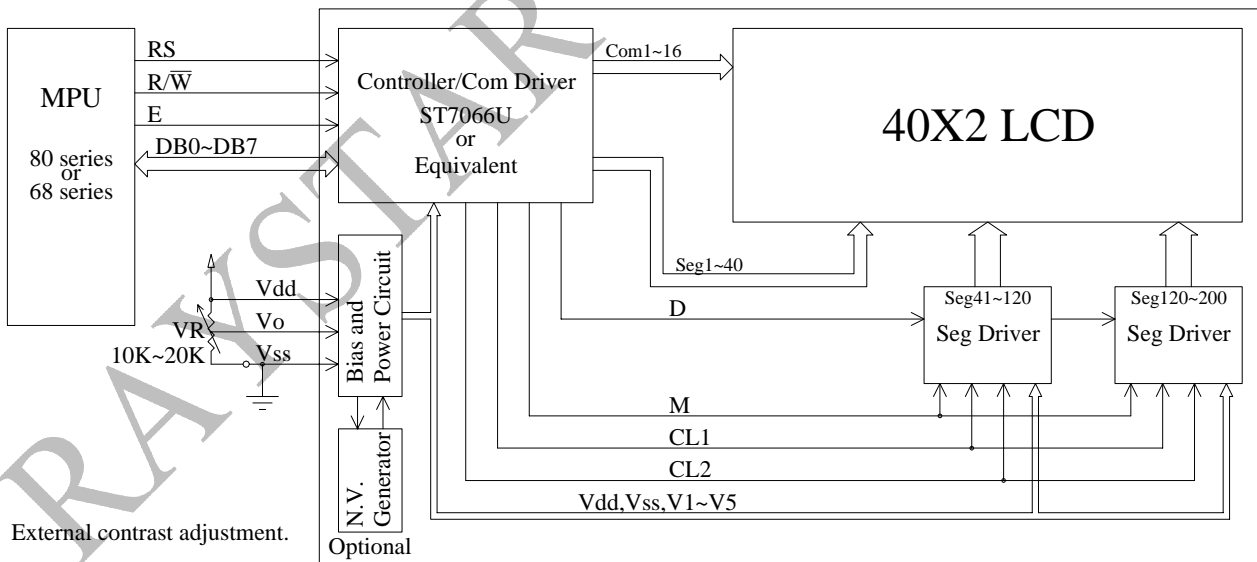 RAYSTAR
MPU
80 series
or
68 series
RS
R/W̅
E
DB0~DB7
Controller/Com Driver
ST7066U
or
Equivalent
Com1~16
40X2 LCD
Seg1~40
Seg41~120
Seg Driver
Seg120~200
Seg Driver
D
M
CL1
CL2
Vdd,Vss,V1~V5
Vdd
Vo
Vss
VR
10K~20K
Bias and
Power Circuit
N.V.
Generator
Optional
External contrast adjustment.